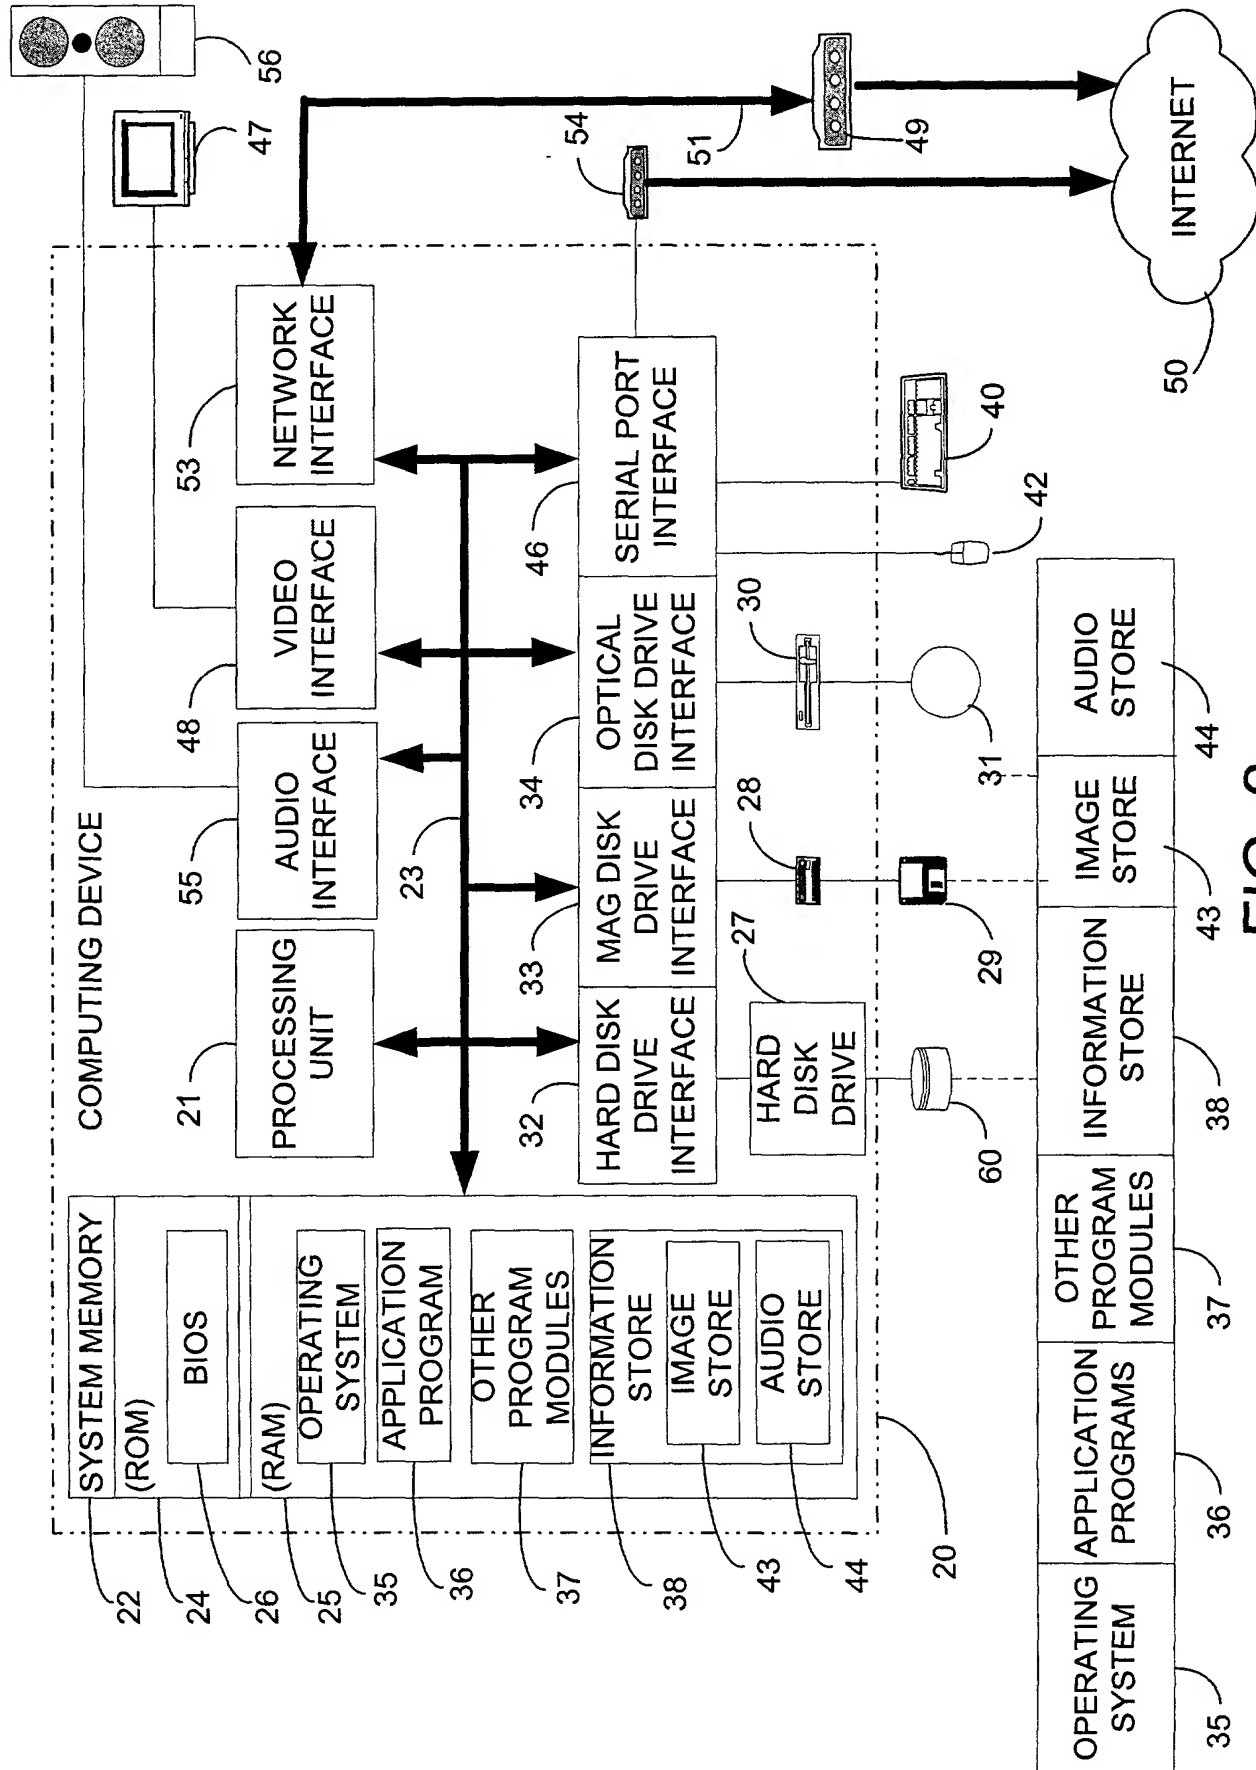 COMPUTING DEVICE
SYSTEM MEMORY
(ROM)
BIOS
(RAM)
OPERATING
SYSTEM
APPLICATION
PROGRAM
OTHER
PROGRAM
MODULES
INFORMATION
STORE
IMAGE
STORE
AUDIO
STORE
22
24
26
25
35
36
37
38
43
44
20
PROCESSING
UNIT
21
AUDIO
INTERFACE
55
VIDEO
INTERFACE
48
NETWORK
INTERFACE
53
56
47
23
HARD DISK
DRIVE
INTERFACE
32
MAG DISK
DRIVE
INTERFACE
33
OPTICAL
DISK DRIVE
INTERFACE
34
SERIAL PORT
INTERFACE
46
54
51
49
HARD
DISK
DRIVE
27
28
30
60
29
31
42
40
INTERNET
50
OPERATING
SYSTEM
35
APPLICATION
PROGRAMS
36
OTHER
PROGRAM
MODULES
37
INFORMATION
STORE
38
IMAGE
STORE
43
AUDIO
STORE
44
FIG.